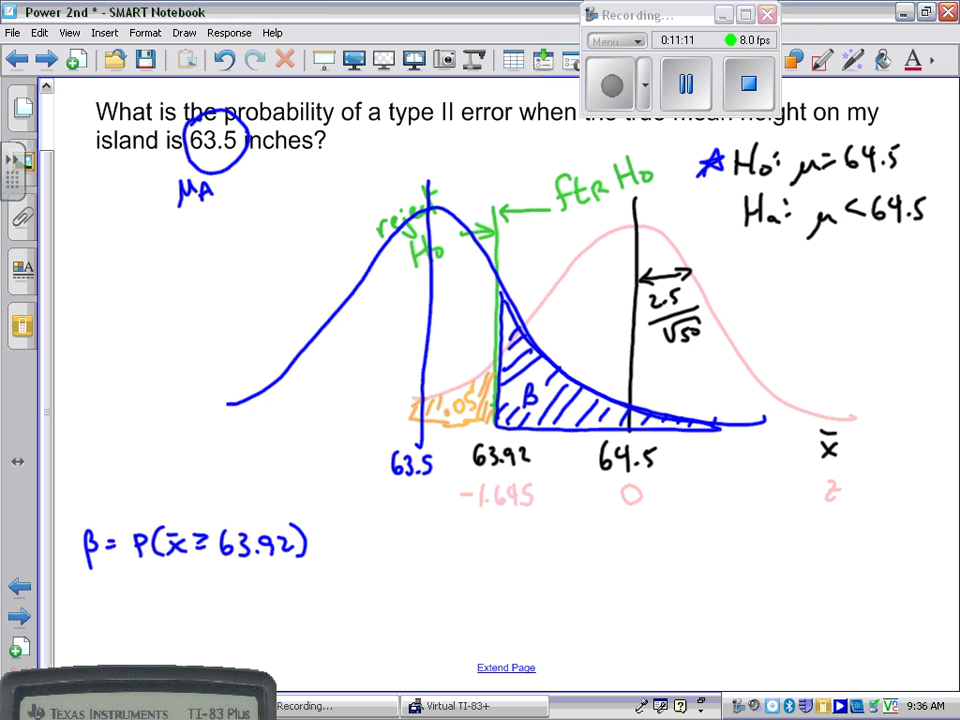 Power 2nd * - SMART Notebook
Recording...
File Edit View Insert Format Draw Response Help
Menu 0:11:11 8.0 fps
What is the probability of a type II error when the true mean height on my
island is 63.5 inches?
μA
H0: μ=64.5
Ha: μ<64.5
reject H0
ftR H0
2.5/√50
.05
β
63.5 63.92 64.5 x̄
-1.645 0 z
β = P(x̄ ≥ 63.92)
Extend Page
TEXAS INSTRUMENTS TI-83 Plus
Recording... Virtual TI-83+ 9:36 AM